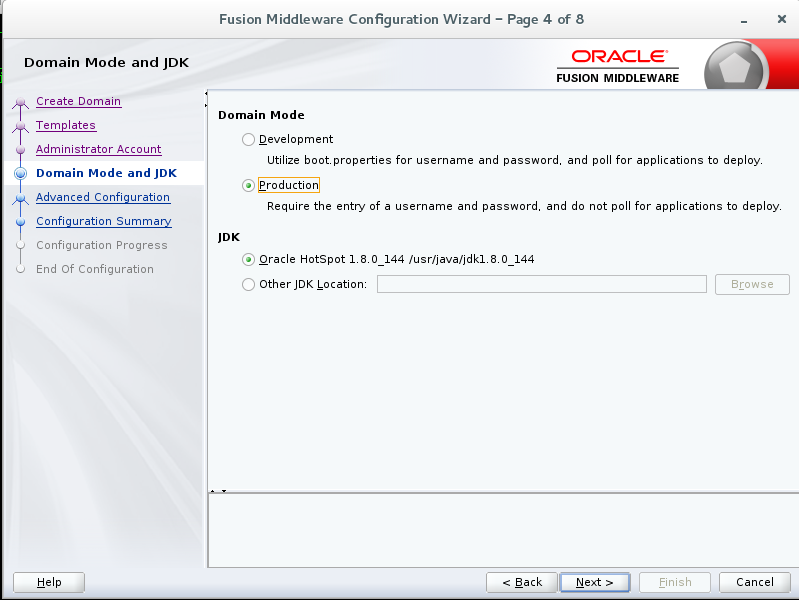 Fusion Middleware Configuration Wizard – Page 4 of 8
Domain Mode and JDK
ORACLE
FUSION MIDDLEWARE
Create Domain
Templates
Administrator Account
Domain Mode and JDK
Advanced Configuration
Configuration Summary
Configuration Progress
End Of Configuration
Domain Mode
Development
Utilize boot.properties for username and password, and poll for applications to deploy.
Production
Require the entry of a username and password, and do not poll for applications to deploy.
JDK
Oracle HotSpot 1.8.0_144 /usr/java/jdk1.8.0_144
Other JDK Location:
Browse
Help
< Back
Next >
Finish
Cancel